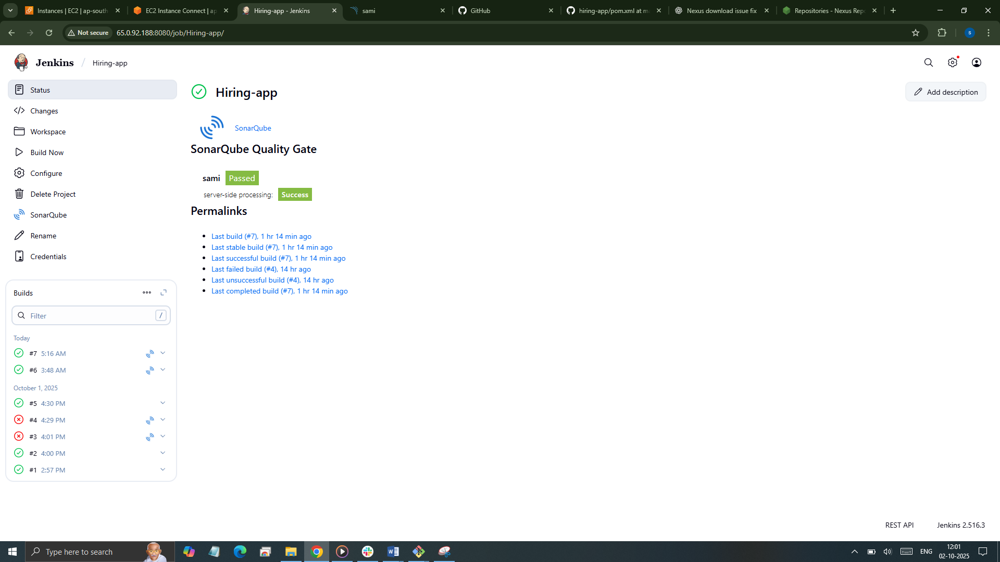 Instances | EC2 | ap-south
EC2 Instance Connect | ap
Hiring-app - Jenkins
sami
GitHub
hiring-app/pom.xml at ma
Nexus download issue fix
Repositories - Nexus Repo
Not secure
65.0.92.188:8080/job/Hiring-app/
S
Jenkins / Hiring-app
Status
Changes
Workspace
Build Now
Configure
Delete Project
SonarQube
Rename
Credentials
Builds
Filter /
Today
#7 5:16 AM
#6 3:48 AM
October 1, 2025
#5 4:30 PM
#4 4:29 PM
#3 4:01 PM
#2 4:00 PM
#1 2:57 PM
Hiring-app
Add description
SonarQube
SonarQube Quality Gate
sami Passed
server-side processing: Success
Permalinks
Last build (#7), 1 hr 14 min ago
Last stable build (#7), 1 hr 14 min ago
Last successful build (#7), 1 hr 14 min ago
Last failed build (#4), 14 hr ago
Last unsuccessful build (#4), 14 hr ago
Last completed build (#7), 1 hr 14 min ago
REST API
Jenkins 2.516.3
Type here to search
ENG
12:01
02-10-2025